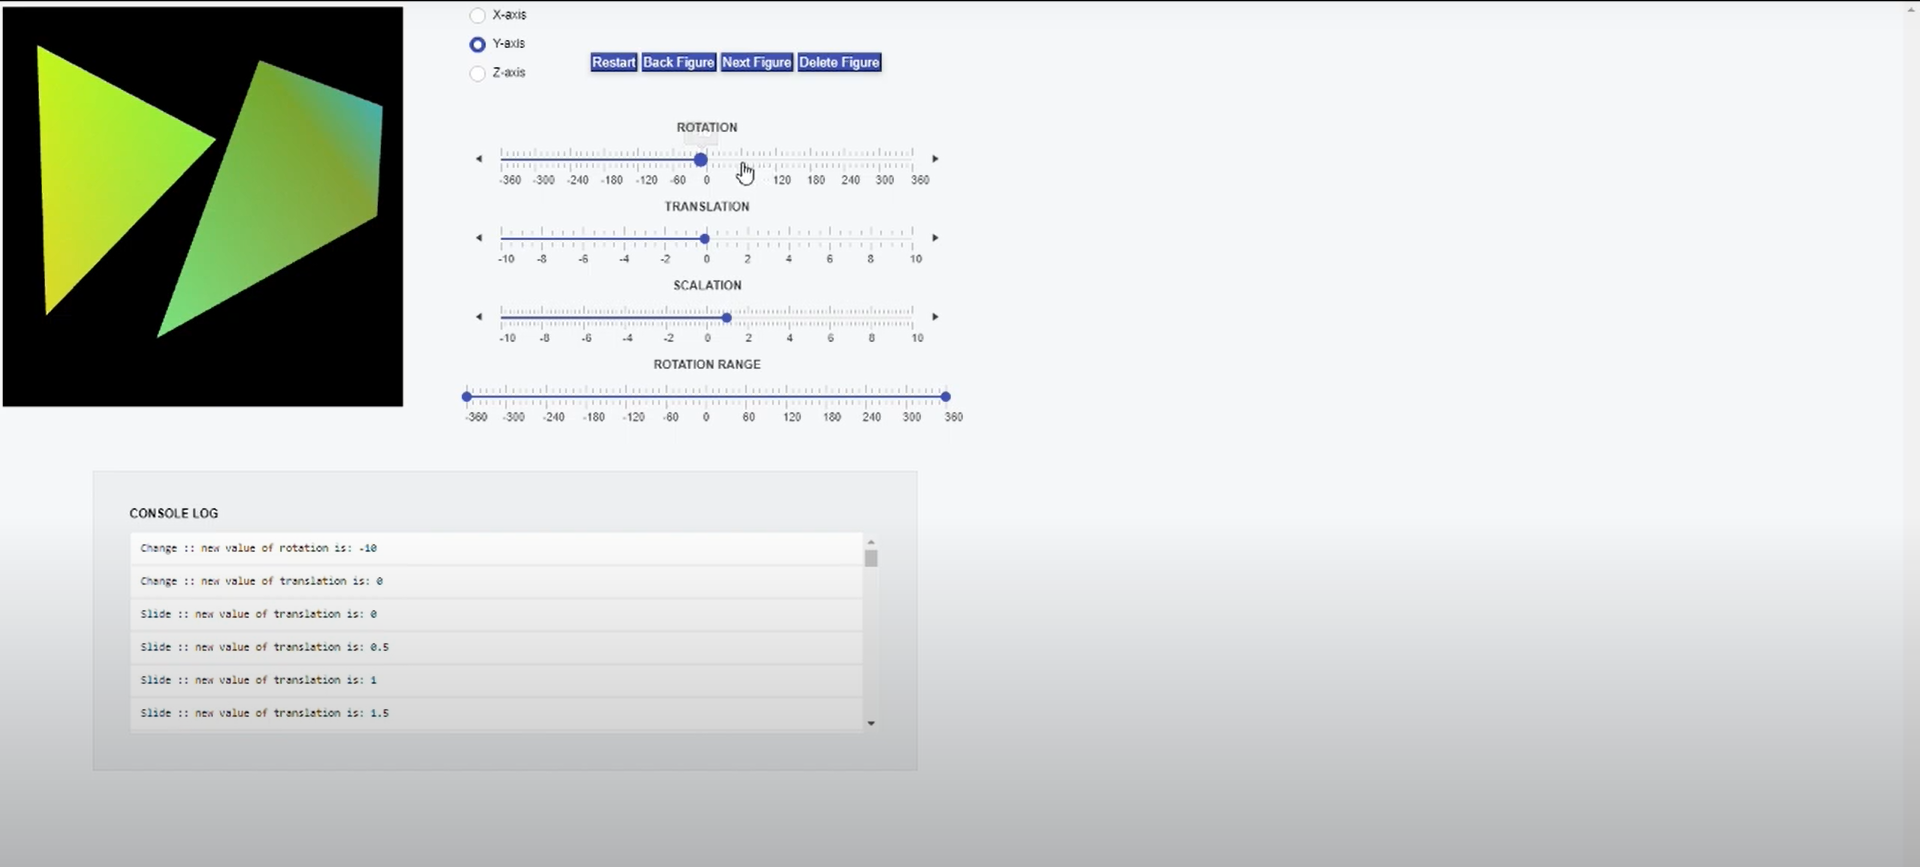 X-axis
Y-axis
Z-axis
Restart Back Figure Next Figure Delete Figure
ROTATION
-360 -300 -240 -180 -120 -60 0 120 180 240 300 360
TRANSLATION
-10 -8 -6 -4 -2 0 2 4 6 8 10
SCALATION
-10 -8 -6 -4 -2 0 2 4 6 8 10
ROTATION RANGE
-360 -300 -240 -180 -120 -60 0 60 120 180 240 300 360
CONSOLE LOG
Change :: new value of rotation is: -10
Change :: new value of translation is: 0
Slide :: new value of translation is: 0
Slide :: new value of translation is: 0.5
Slide :: new value of translation is: 1
Slide :: new value of translation is: 1.5